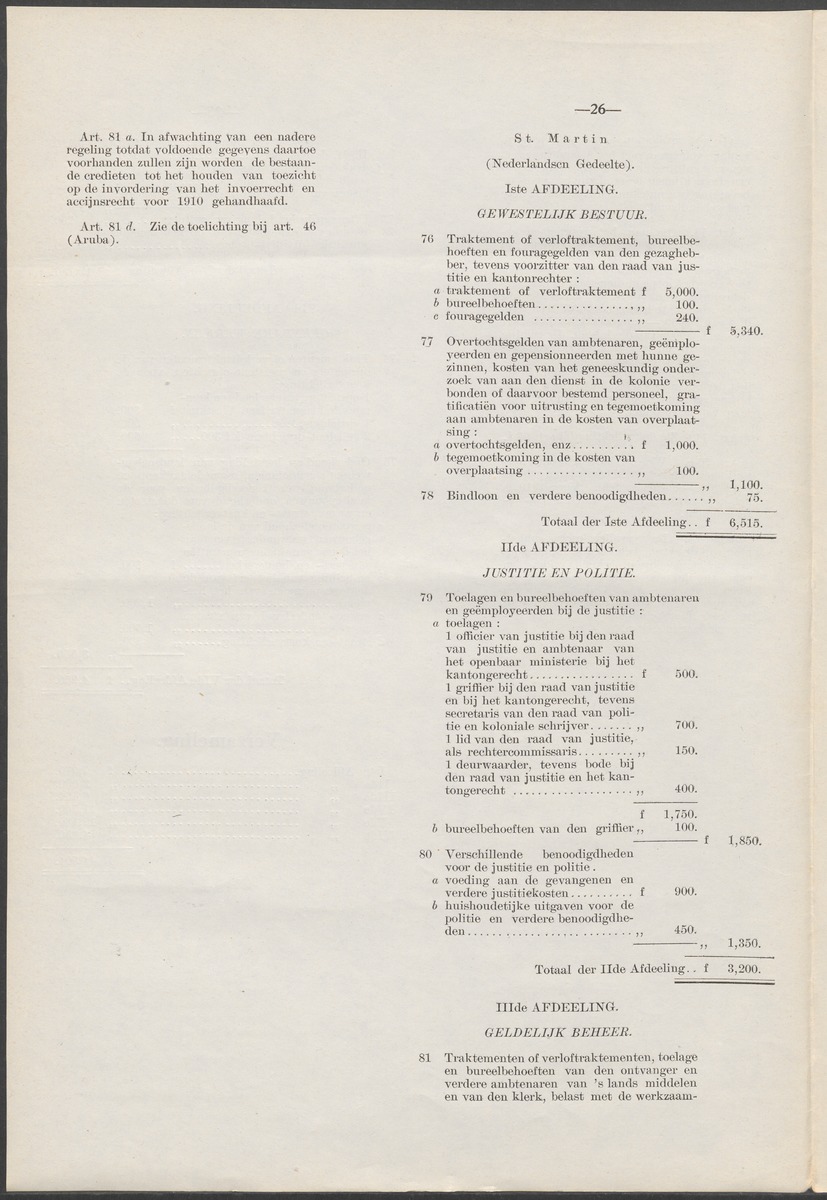 —26—
Art. 81 a. In afwachting van een nadere
regeling totdat voldoende gegevens daartoe
voorhanden zullen zijn worden de bestaan-
de credieten tot het houden van toezicht
op de invordering van het invoerrecht en
accijnsrecht voor 1910 gehandhaafd.
Art. 81 d. Zie de toelichting bij art. 46
(Aruba).
St. Martin
(Nederlandscn Gedeelte).
Iste AFDEELING.
GEWESTELIJK BESTUUR.
76 Traktement of verloftraktement, bureelbe-
hoeften en fouragegelden van den gezagheb-
ber, tevens voorzitter van den raad van jus-
titie en kantonrechter :
a traktement of verloftraktement f 5,000.
b bureelbehoeften ................ ,, 100.
c fouragegelden ................ ,, 240.
f 5,340.
77 Overtochtsgelden van ambtenaren, geëmplo-
yeerden en gepensionneerden met hunne ge-
zinnen, kosten van het geneeskundig onder-
zoek van aan den dienst in de kolonie ver-
bonden of daarvoor bestemd personeel, gra-
tificatiën voor uitrusting en tegemoetkoming
aan ambtenaren in de kosten van overplaat-
sing :
a overtochtsgelden, enz.......... f 1,000.
b tegemoetkoming in de kosten van
overplaatsing ................. ,, 100.
,, 1,100.
78 Bindloon en verdere benoodigdheden...... ,, 75.
Totaal der Iste Afdeeling.. f 6,515.
IIde AFDEELING.
JUSTITIE EN POLITIE.
79 Toelagen en bureelbehoeften van ambtenaren
en geëmployeerden bij de justitie :
a toelagen :
1 officier van justitie bij den raad
van justitie en ambtenaar van
het openbaar ministerie bij het
kantongerecht................. f 500.
1 griffier bij den raad van justitie
en bij het kantongerecht, tevens
secretaris van den raad van poli-
tie en koloniale schrijver....... ,, 700.
1 lid van den raad van justitie,
als rechtercommissaris......... ,, 150.
1 deurwaarder, tevens bode bij
den raad van justitie en het kan-
tongerecht ................... ,, 400.
f 1,750.
b bureelbehoeften van den griffier ,, 100.
f 1,850.
80 Verschillende benoodigdheden
voor de justitie en politie .
a voeding aan de gevangenen en
verdere justitiekosten.......... f 900.
b huishoudetijke uitgaven voor de
politie en verdere benoodigdhe-
den.......................... ,, 450.
,, 1,350.
Totaal der IIde Afdeeling.. f 3,200.
IIIde AFDEELING.
GELDELIJK BEHEER.
81 Traktementen of verloftraktementen, toelage
en bureelbehoeften van den ontvanger en
verdere ambtenaren van 's lands middelen
en van den klerk, belast met de werkzaam-